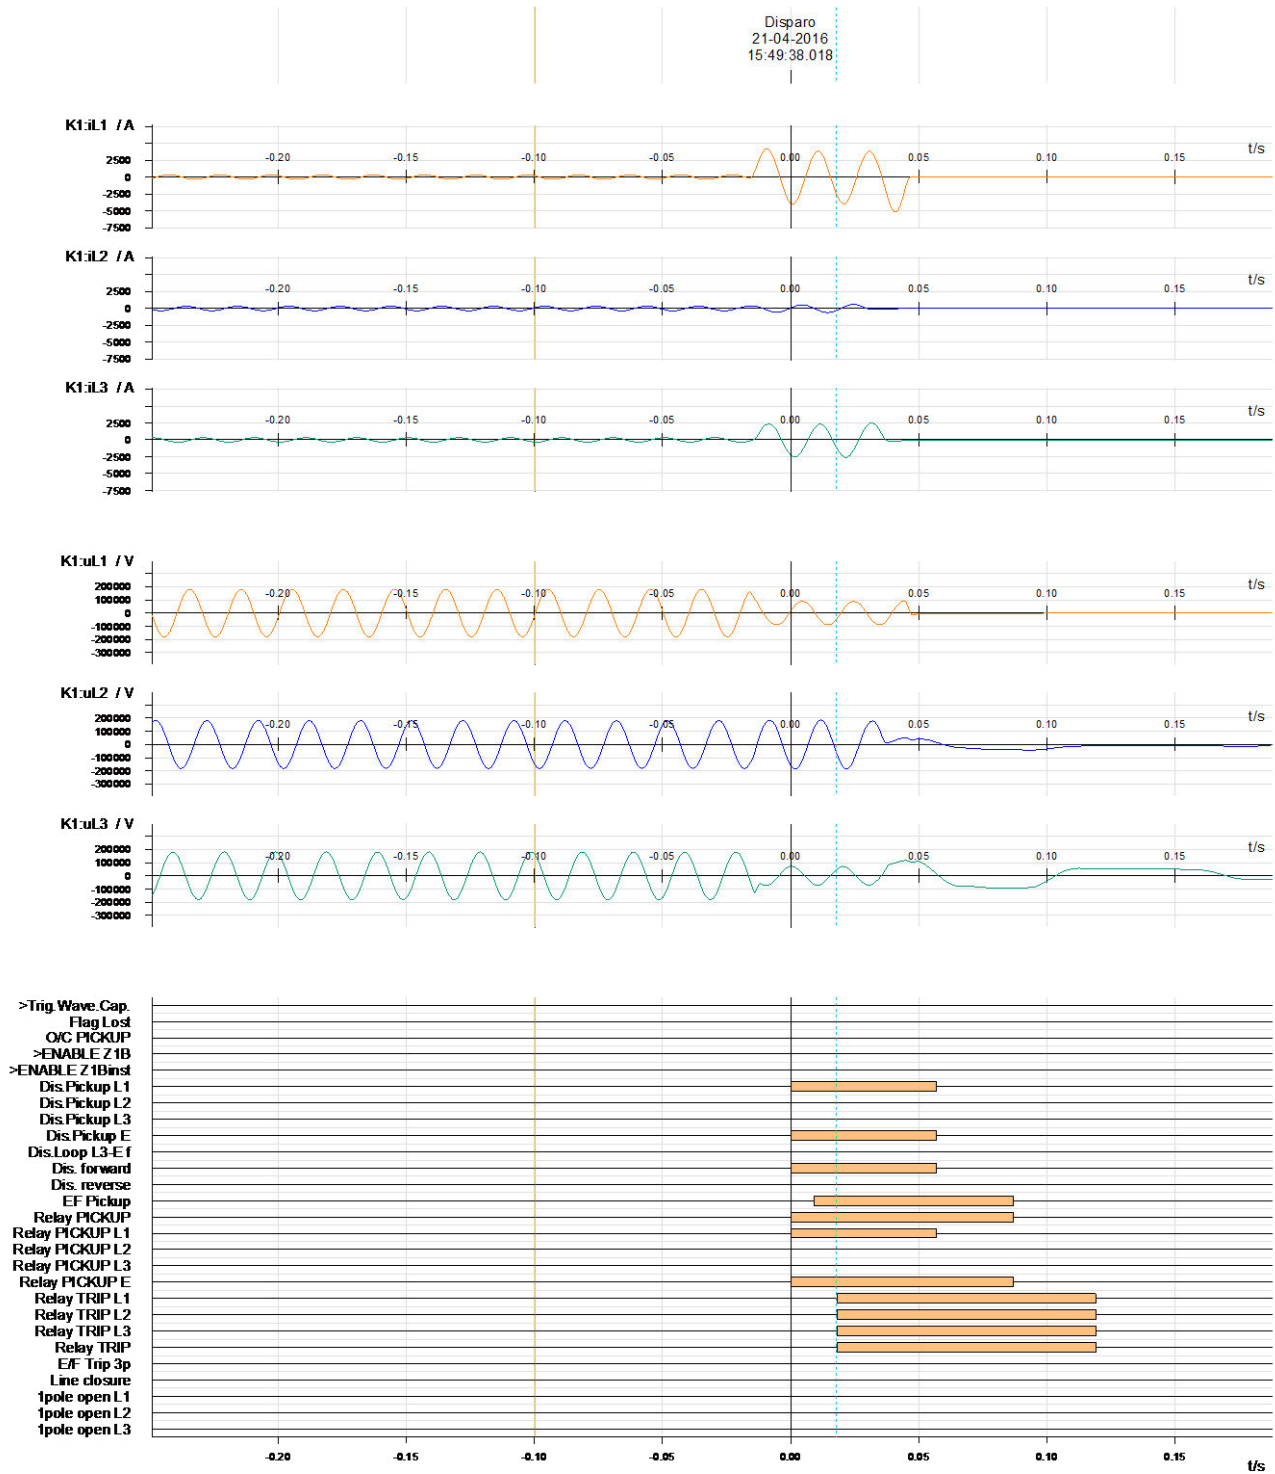 Disparo
21-04-2016
15:49:38.018
K1:iL1 / A
-0.20 -0.15 -0.10 -0.05 0.00 0.05 0.10 0.15 t/s
2500
0
-2500
-5000
-7500
K1:iL2 / A
-0.20 -0.15 -0.10 -0.05 0.00 0.05 0.10 0.15 t/s
2500
0
-2500
-5000
-7500
K1:iL3 / A
-0.20 -0.15 -0.10 -0.05 0.00 0.05 0.10 0.15 t/s
2500
0
-2500
-5000
-7500
K1:uL1 / V
-0.20 -0.15 -0.10 -0.05 0.00 0.05 0.10 0.15 t/s
200000
100000
0
-100000
-200000
-300000
K1:uL2 / V
-0.20 -0.15 -0.10 -0.05 0.00 0.05 0.10 0.15 t/s
200000
100000
0
-100000
-200000
-300000
K1:uL3 / V
-0.20 -0.15 -0.10 -0.05 0.00 0.05 0.10 0.15 t/s
200000
100000
0
-100000
-200000
-300000
>Trig.Wave.Cap.
Flag Lost
O/C PICKUP
>ENABLE Z1B
>ENABLE Z1Binst
Dis.Pickup L1
Dis.Pickup L2
Dis.Pickup L3
Dis.Pickup E
Dis.Loop L3-E f
Dis. forward
Dis. reverse
EF Pickup
Relay PICKUP
Relay PICKUP L1
Relay PICKUP L2
Relay PICKUP L3
Relay PICKUP E
Relay TRIP L1
Relay TRIP L2
Relay TRIP L3
Relay TRIP
E/F Trip 3p
Line closure
1pole open L1
1pole open L2
1pole open L3
-0.20 -0.15 -0.10 -0.05 0.00 0.05 0.10 0.15 t/s